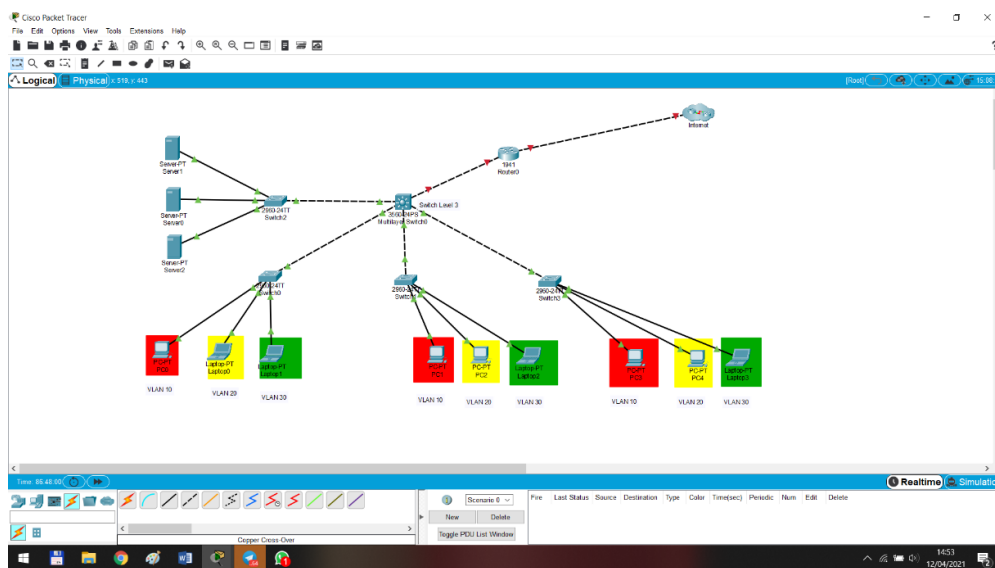 Cisco Packet Tracer
File Edit Options View Tools Extensions Help
Logical Physical x: 519, y: 443 [Root] 15:00
Internet
1941
Router0
Server-PT
Server1
Server-PT
Server0
Server-PT
Server2
2960-24TT
Switch2
Switch Level 3
3560-24PS
Multilayer Switch0
2960-24TT
Switch0
2960-24TT
2960-24TT
Switch3
PC-PT
PC0
Laptop-PT
Laptop0
Laptop-PT
Laptop1
PC-PT
PC1
PC-PT
PC2
Laptop-PT
Laptop2
PC-PT
PC3
PC-PT
PC4
Laptop-PT
Laptop3
VLAN 10
VLAN 20
VLAN 30
VLAN 10
VLAN 20
VLAN 30
VLAN 10
VLAN 20
VLAN 30
Time: 05:48:00
Realtime Simulatio
Scenario 0
New Delete
Toggle PDU List Window
Fire Last Status Source Destination Type Color Time(sec) Periodic Num Edit Delete
Copper Cross-Over
14:53
12/04/2021